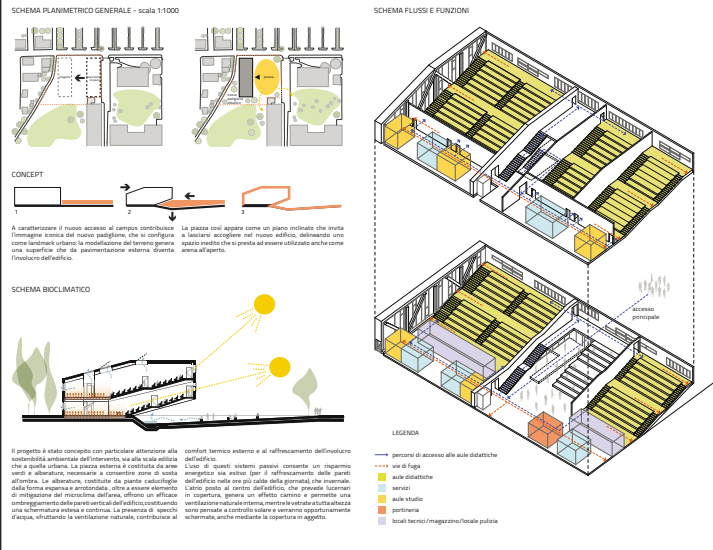 SCHEMA PLANIMETRICO GENERALE - scala 1:1000
piazza
CONCEPT
1
2
3
A caratterizzare il nuovo accesso al campus contribuisce
l'immagine iconica del nuovo padiglione, che si configura
come landmark urbano: la modellazione del terreno genera
una superficie che da pavimentazione esterna diventa
l'involucro dell'edificio.
La piazza così appare come un piano inclinato che invita
a lasciarsi accogliere nel nuovo edificio, delineando uno
spazio inedito che si presta ad essere utilizzato anche come
arena all'aperto.
SCHEMA BIOCLIMATICO
Il progetto è stato concepito con particolare attenzione alla
sostenibilità ambientale dell'intervento, sia alla scala edilizia
che a quella urbana. La piazza esterna è costituita da aree
verdi e alberature, necessarie a consentire zone di sosta
all'ombra. Le alberature, costituite da piante caducifoglie
dalla forma espansa e arrotondata , oltre a essere elemento
di mitigazione del microclima dell'area, offrono un efficace
ombreggiamento delle pareti verticali dell'edificio, costituendo
una schermatura estesa e continua. La presenza di specchi
d'acqua, sfruttando la ventilazione naturale, contribuisce al
comfort termico esterno e al raffrescamento dell'involucro
dell'edificio.
L'uso di questi sistemi passivi consente un risparmio
energetico sia estivo (per il raffrescamento delle pareti
dell'edificio nelle ore più calde della giornata), che invernale.
L'atrio posto al centro dell'edificio, che prevede lucernari
in copertura, genera un effetto camino e permette una
ventilazione naturale interna, mentre le vetrate a tutta altezza
sono pensate a controllo solare e verranno opportunamente
schermate, anche mediante la copertura in aggetto.
SCHEMA FLUSSI E FUNZIONI
accesso
principale
LEGENDA
percorsi di accesso alle aule didattiche
vie di fuga
aule didattiche
servizi
aule studio
portineria
locali tecnici/magazzino/locale pulizia